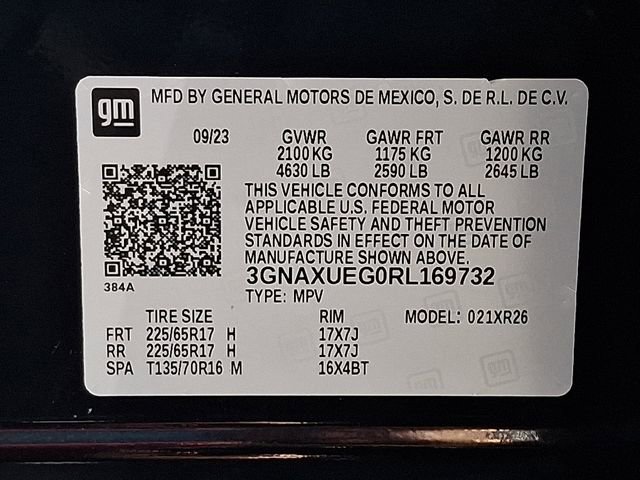 gm MFD BY GENERAL MOTORS DE MEXICO, S. DE R.L. DE C.V.
09/23 GVWR GAWR FRT GAWR RR
2100 KG 1175 KG 1200 KG
4630 LB 2590 LB 2645 LB
THIS VEHICLE CONFORMS TO ALL
APPLICABLE U.S. FEDERAL MOTOR
VEHICLE SAFETY AND THEFT PREVENTION
STANDARDS IN EFFECT ON THE DATE OF
MANUFACTURE SHOWN ABOVE.
3GNAXUEG0RL169732
384A
TYPE: MPV
TIRE SIZE RIM MODEL: 021XR26
FRT 225/65R17 H 17X7J
RR 225/65R17 H 17X7J
SPA T135/70R16 M 16X4BT
gm gm